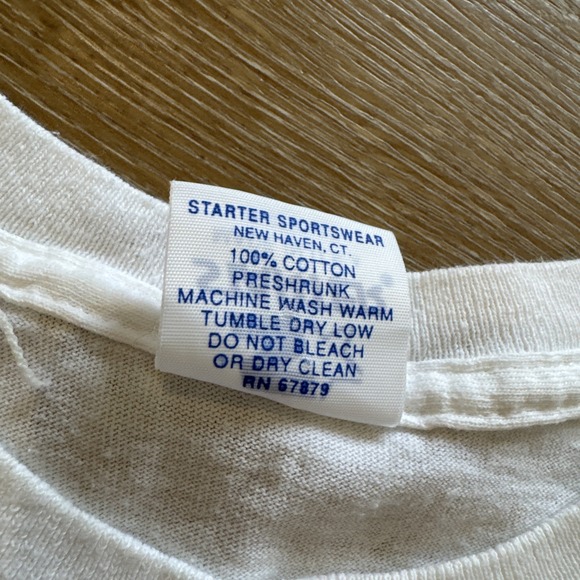 STARTER SPORTSWEAR
NEW HAVEN, CT.
100% COTTON
PRESHRUNK
MACHINE WASH WARM
TUMBLE DRY LOW
DO NOT BLEACH
OR DRY CLEAN
RN 67879